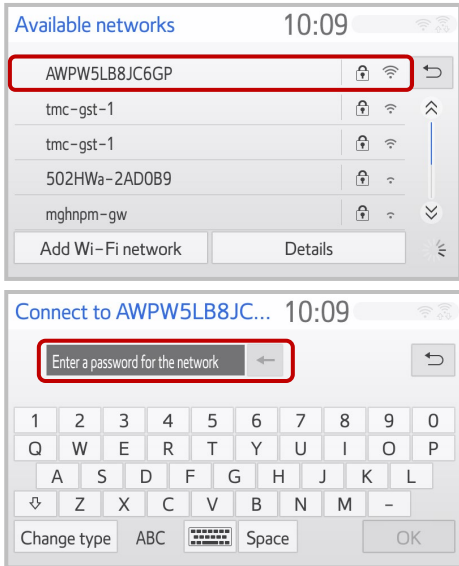 Available networks 10:09
AWPW5LB8JC6GP
tmc-gst-1
tmc-gst-1
502HWa-2AD0B9
mghnpm-gw
Add Wi-Fi network Details
Connect to AWPW5LB8JC... 10:09
Enter a password for the network
1 2 3 4 5 6 7 8 9 0
Q W E R T Y U I O P
A S D F G H J K L
Z X C V B N M -
Change type ABC Space OK